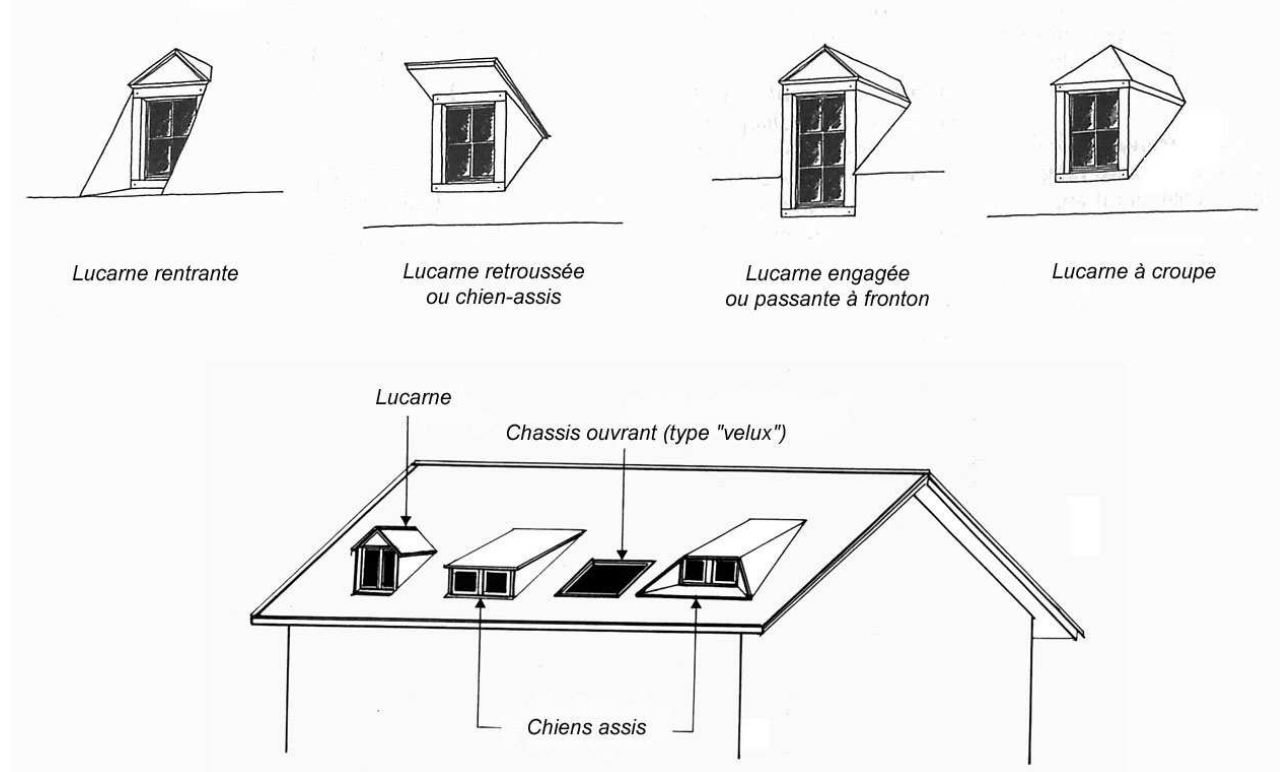 Lucarne rentrante
Lucarne retroussée
ou chien-assis
Lucarne engagée
ou passante à fronton
Lucarne à croupe
Lucarne
Chassis ouvrant (type "velux")
Chiens assis